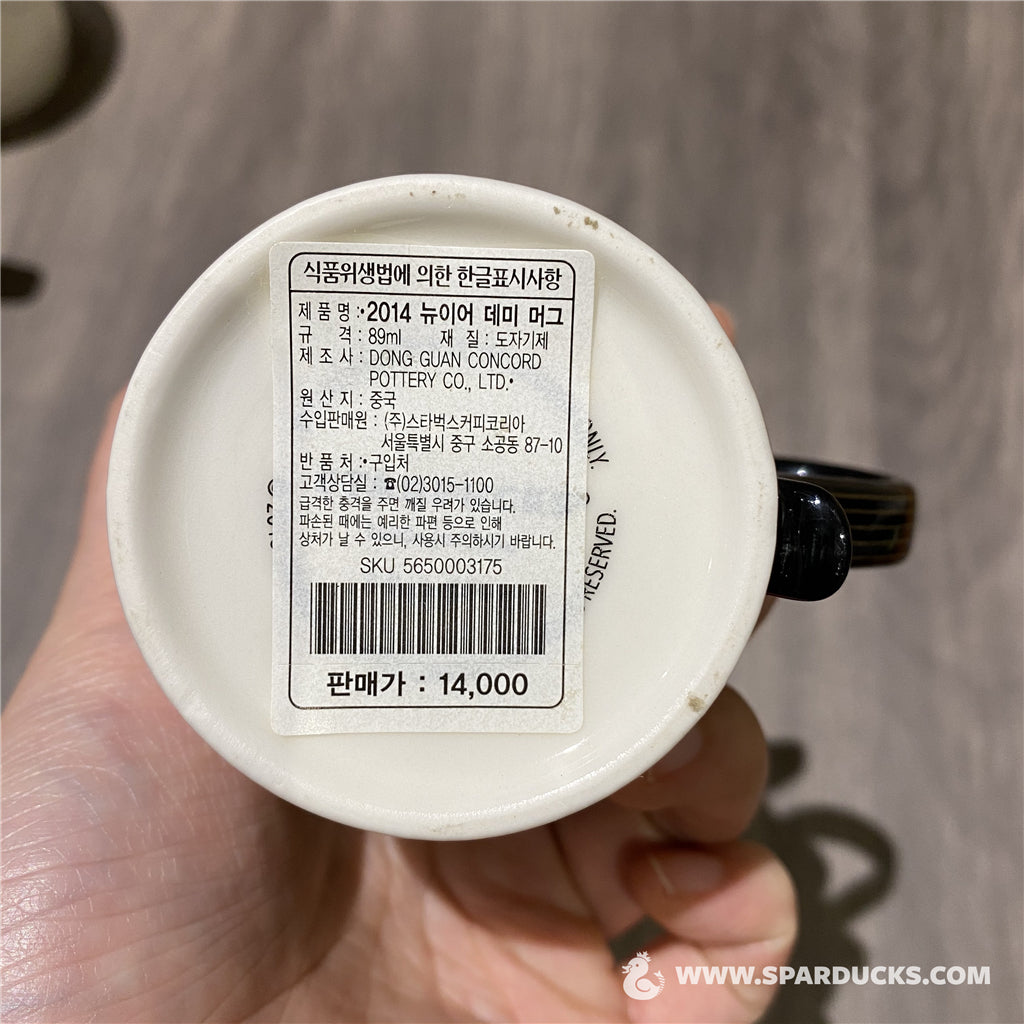 식품위생법에 의한 한글표시사항
제 품 명 :•2014 뉴이어 데미 머그
규 격 : 89ml 재 질 : 도자기제
제 조 사 : DONG GUAN CONCORD
POTTERY CO., LTD.•
원 산 지 : 중국
수입판매원 : (주)스타벅스커피코리아
서울특별시 중구 소공동 87-10
반 품 처 :•구입처
고객상담실 : ☎(02)3015-1100
급격한 충격을 주면 깨질 우려가 있습니다.
파손된 때에는 예리한 파편 등으로 인해
상처가 날 수 있으니, 사용시 주의하시기 바랍니다.
SKU 5650003175
판매가 : 14,000
ONLY.
RESERVED.
WWW.SPARDUCKS.COM